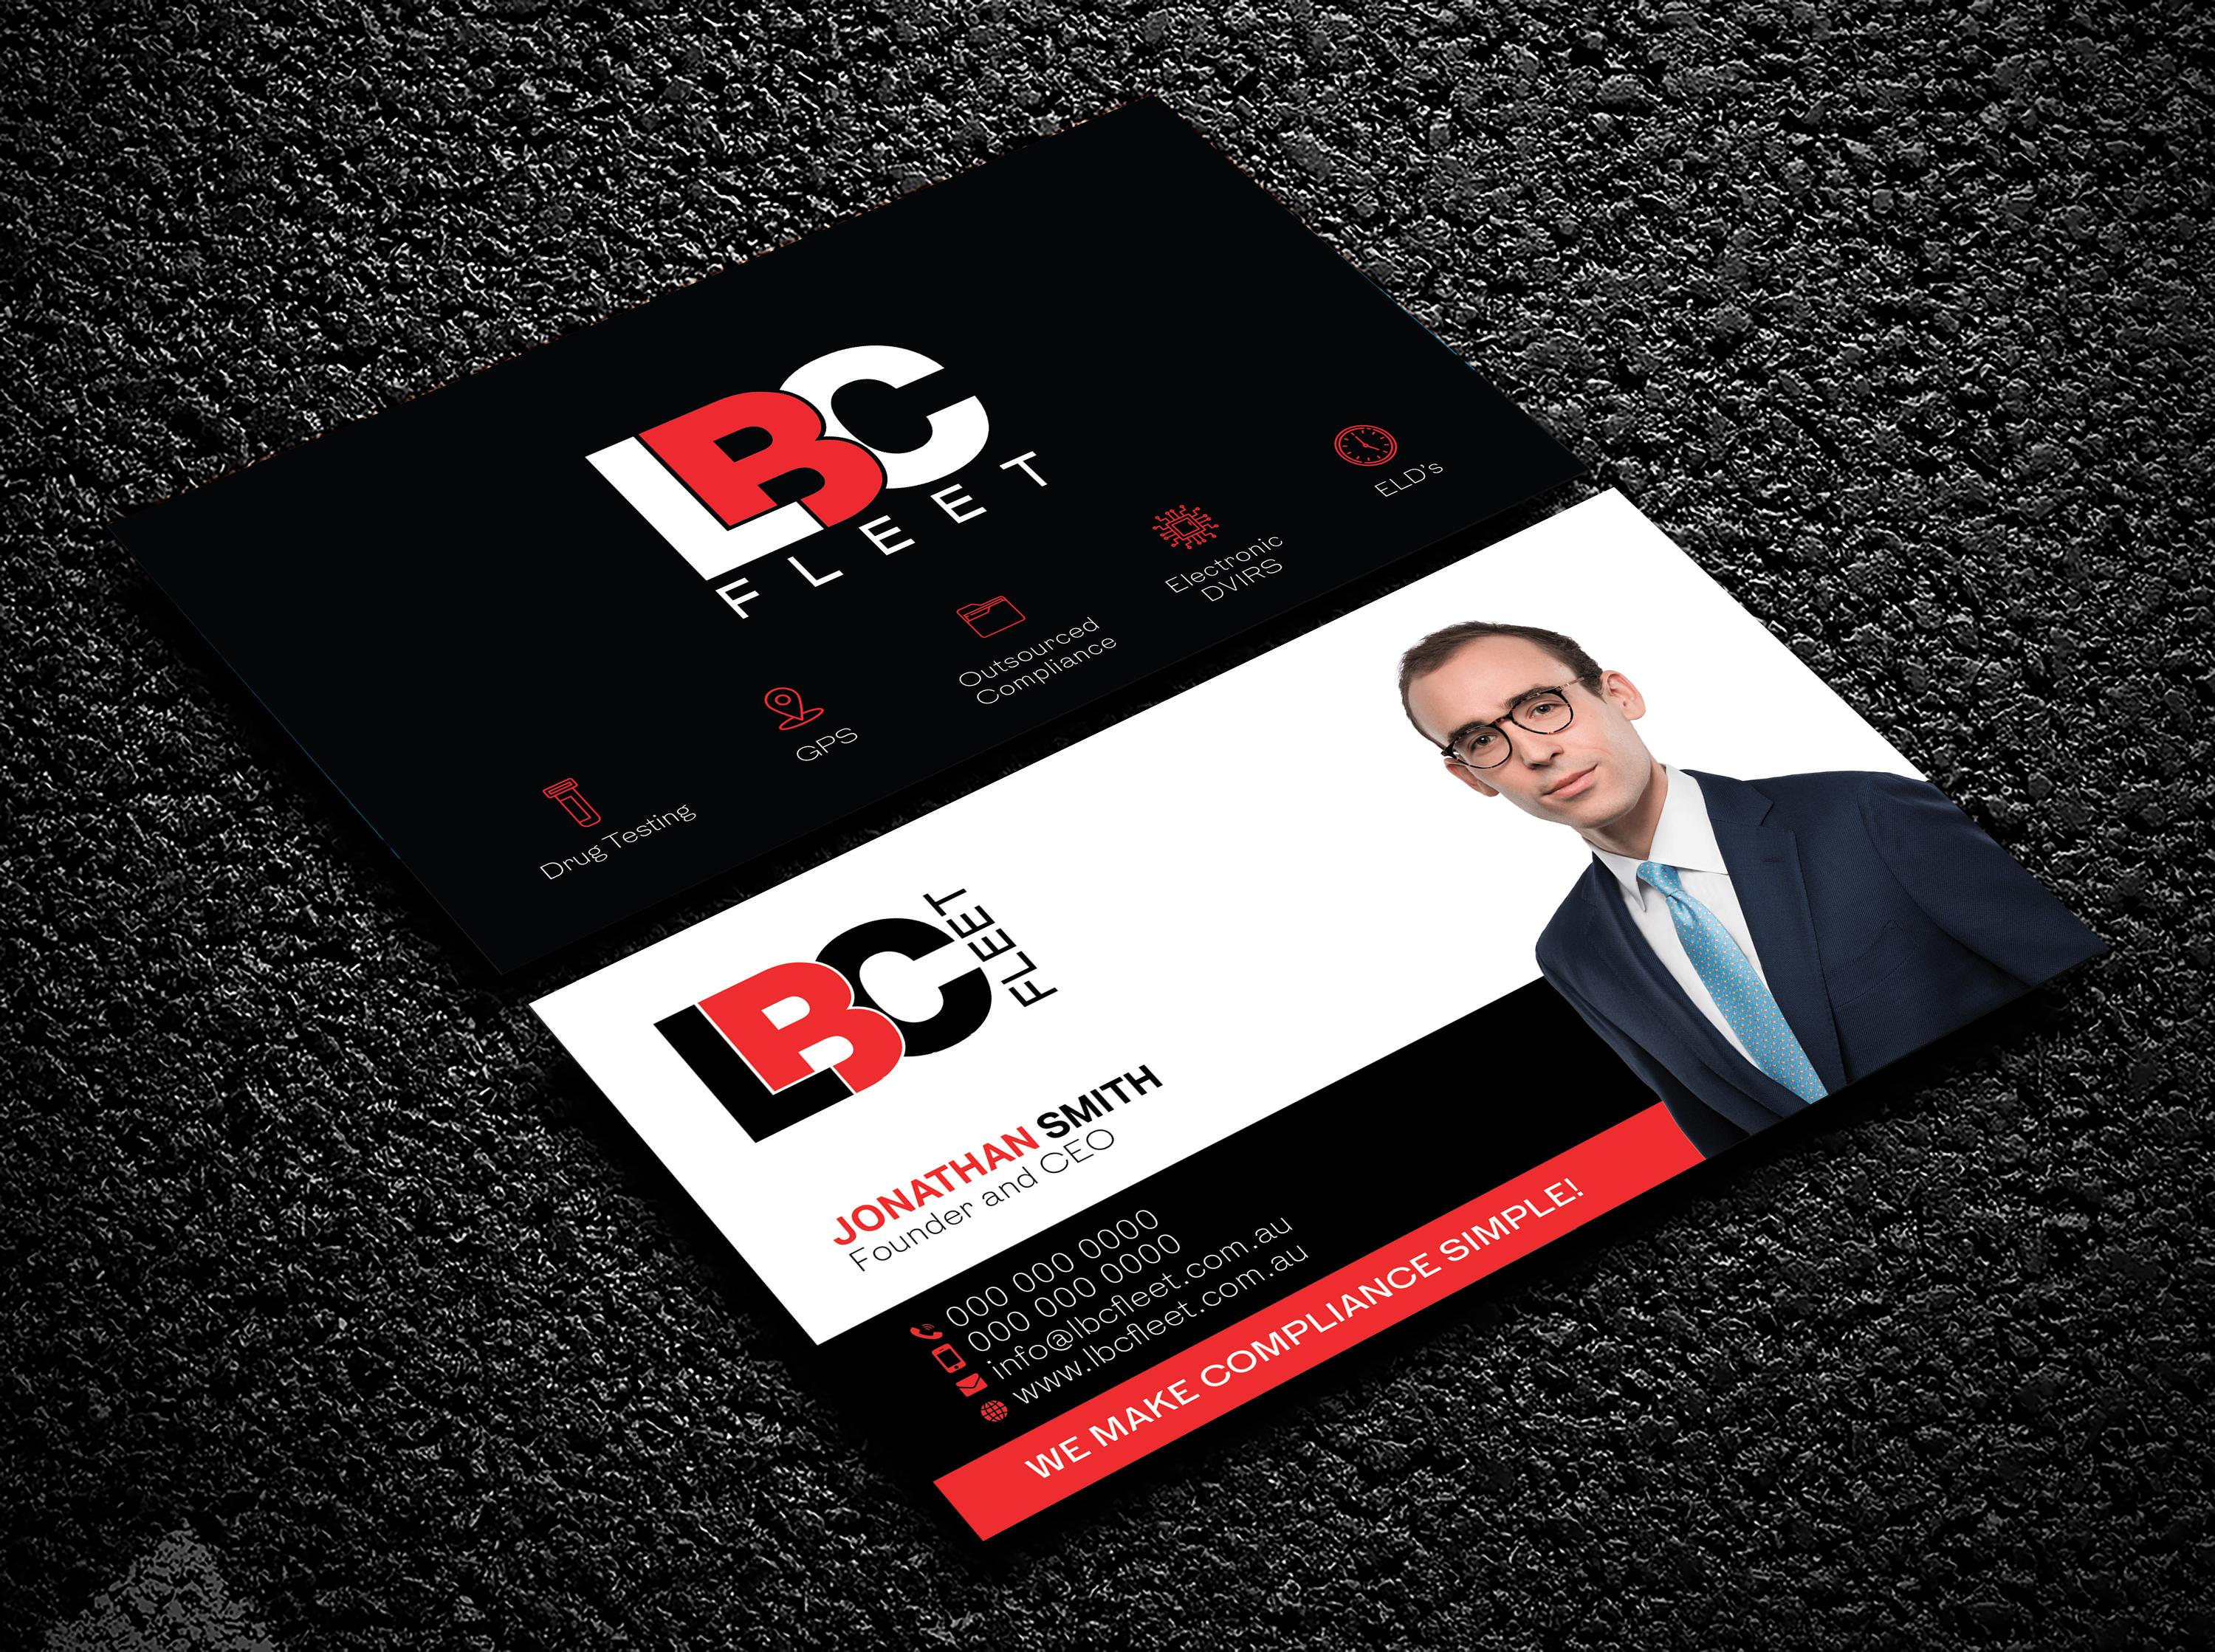 LBC
FLEET
Drug Testing
GPS
Outsourced
Compliance
Electronic
DVIRS
ELD's
LBC
FLEET
JONATHAN SMITH
Founder and CEO
000 000 0000
000 000 0000
info@lbcfleet.com.au
www.lbcfleet.com.au
WE MAKE COMPLIANCE SIMPLE!